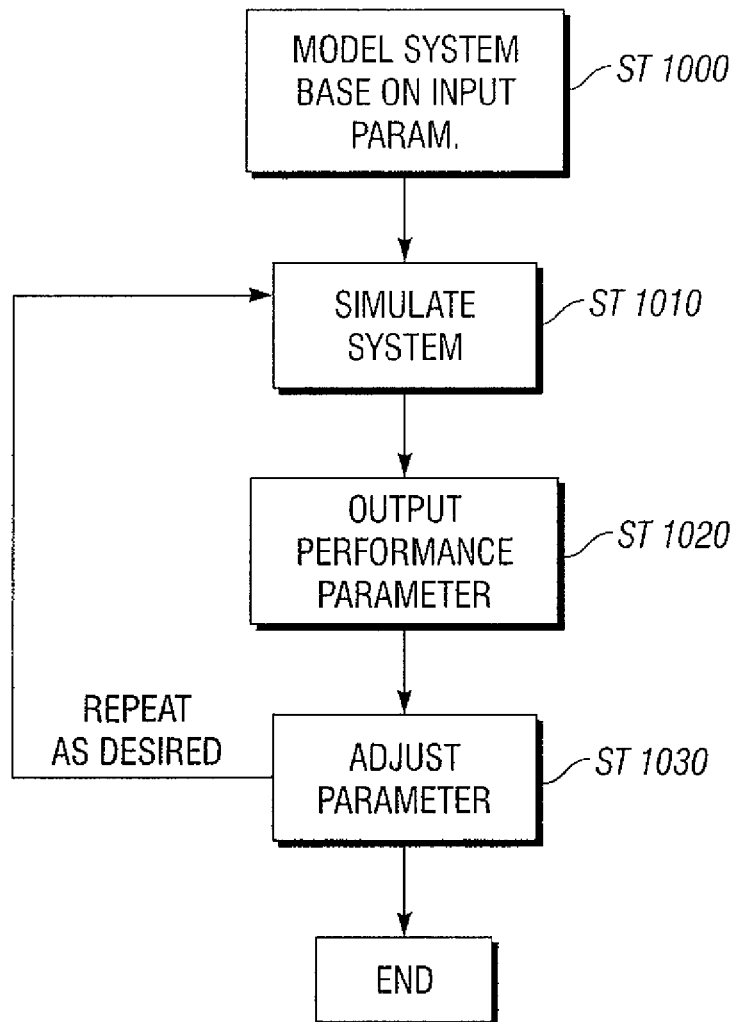 MODEL SYSTEM
BASE ON INPUT
PARAM.
ST 1000
SIMULATE
SYSTEM
ST 1010
OUTPUT
PERFORMANCE
PARAMETER
ST 1020
REPEAT
AS DESIRED
ADJUST
PARAMETER
ST 1030
END